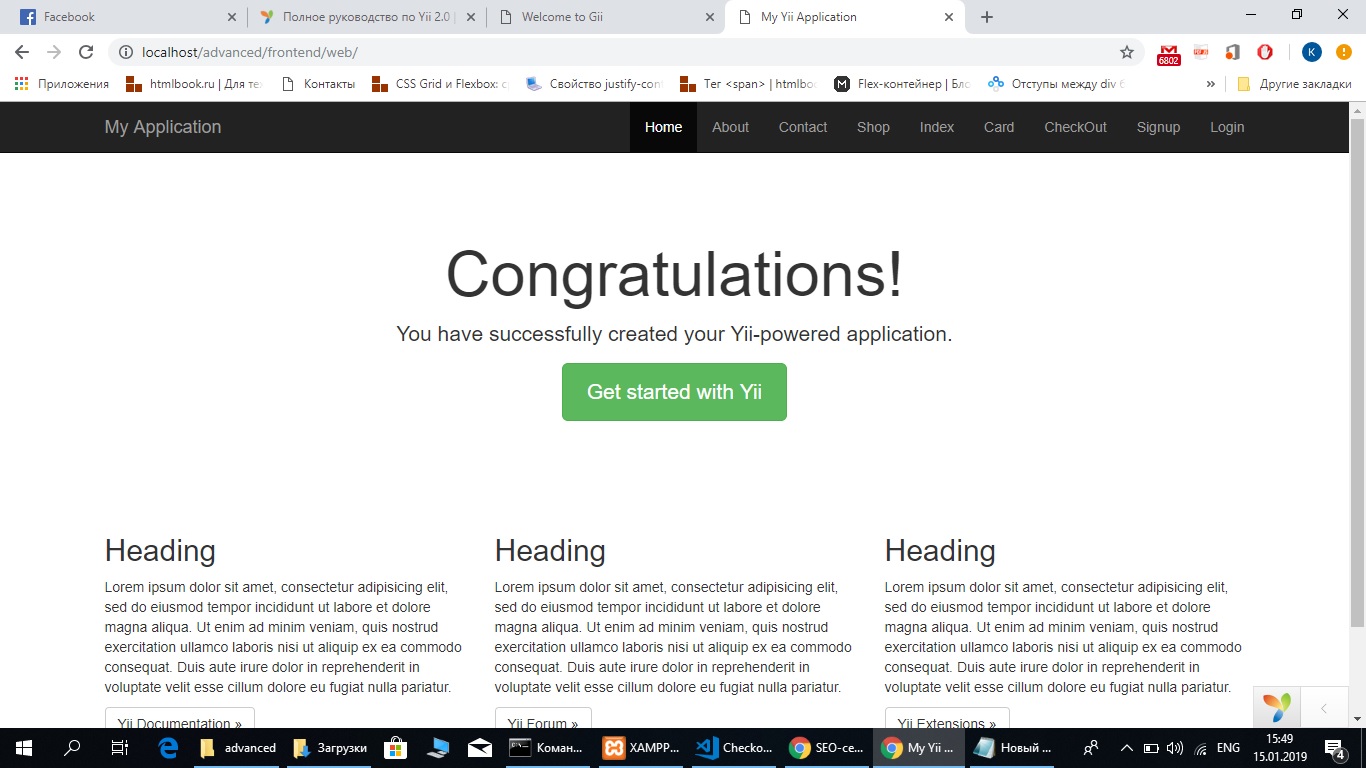 Facebook
Полное руководство по Yii 2.0 |
Welcome to Gii
My Yii Application
localhost/advanced/frontend/web/
6802
K
Приложения
htmlbook.ru | Для те
Контакты
CSS Grid и Flexbox: с
Свойство justify-con
Тег <span> | htmlbo
Flex-контейнер | Бло
Отступы между div б
»
Другие закладки
My Application
Home
About
Contact
Shop
Index
Card
CheckOut
Signup
Login
Congratulations!
You have successfully created your Yii-powered application.
Get started with Yii
Heading
Lorem ipsum dolor sit amet, consectetur adipisicing elit,
sed do eiusmod tempor incididunt ut labore et dolore
magna aliqua. Ut enim ad minim veniam, quis nostrud
exercitation ullamco laboris nisi ut aliquip ex ea commodo
consequat. Duis aute irure dolor in reprehenderit in
voluptate velit esse cillum dolore eu fugiat nulla pariatur.
Yii Documentation »
Heading
Lorem ipsum dolor sit amet, consectetur adipisicing elit,
sed do eiusmod tempor incididunt ut labore et dolore
magna aliqua. Ut enim ad minim veniam, quis nostrud
exercitation ullamco laboris nisi ut aliquip ex ea commodo
consequat. Duis aute irure dolor in reprehenderit in
voluptate velit esse cillum dolore eu fugiat nulla pariatur.
Yii Forum »
Heading
Lorem ipsum dolor sit amet, consectetur adipisicing elit,
sed do eiusmod tempor incididunt ut labore et dolore
magna aliqua. Ut enim ad minim veniam, quis nostrud
exercitation ullamco laboris nisi ut aliquip ex ea commodo
consequat. Duis aute irure dolor in reprehenderit in
voluptate velit esse cillum dolore eu fugiat nulla pariatur.
Yii Extensions »
advanced
Загрузки
Коман...
XAMPP...
Checko...
SEO-се...
My Yii ...
Новый ...
ENG
15:49
15.01.2019
4